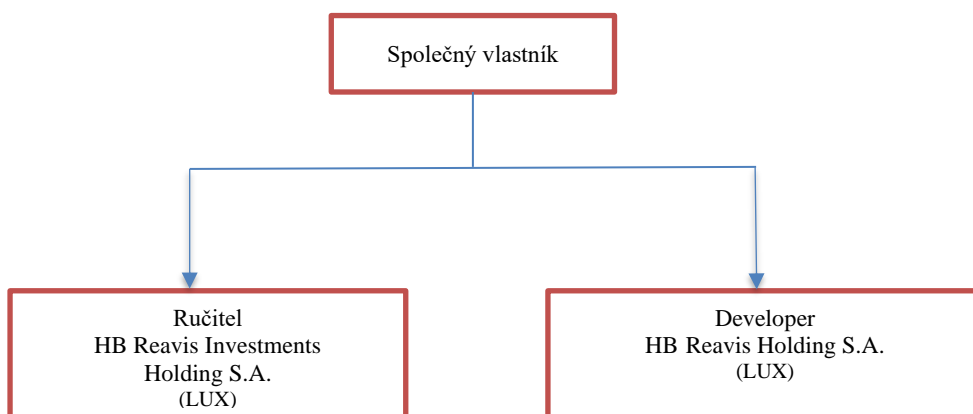 Společný vlastník
Ručitel
HB Reavis Investments
Holding S.A.
(LUX)
Developer
HB Reavis Holding S.A.
(LUX)